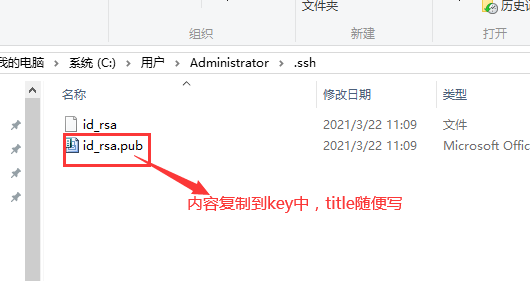 文件夹
历史记
组织
新建
打开
我的电脑 > 系统 (C:) > 用户 > Administrator > .ssh
名称 修改日期 类型
id_rsa 2021/3/22 11:09 文件
id_rsa.pub 2021/3/22 11:09 Microsoft Offic
内容复制到key中，title随便写